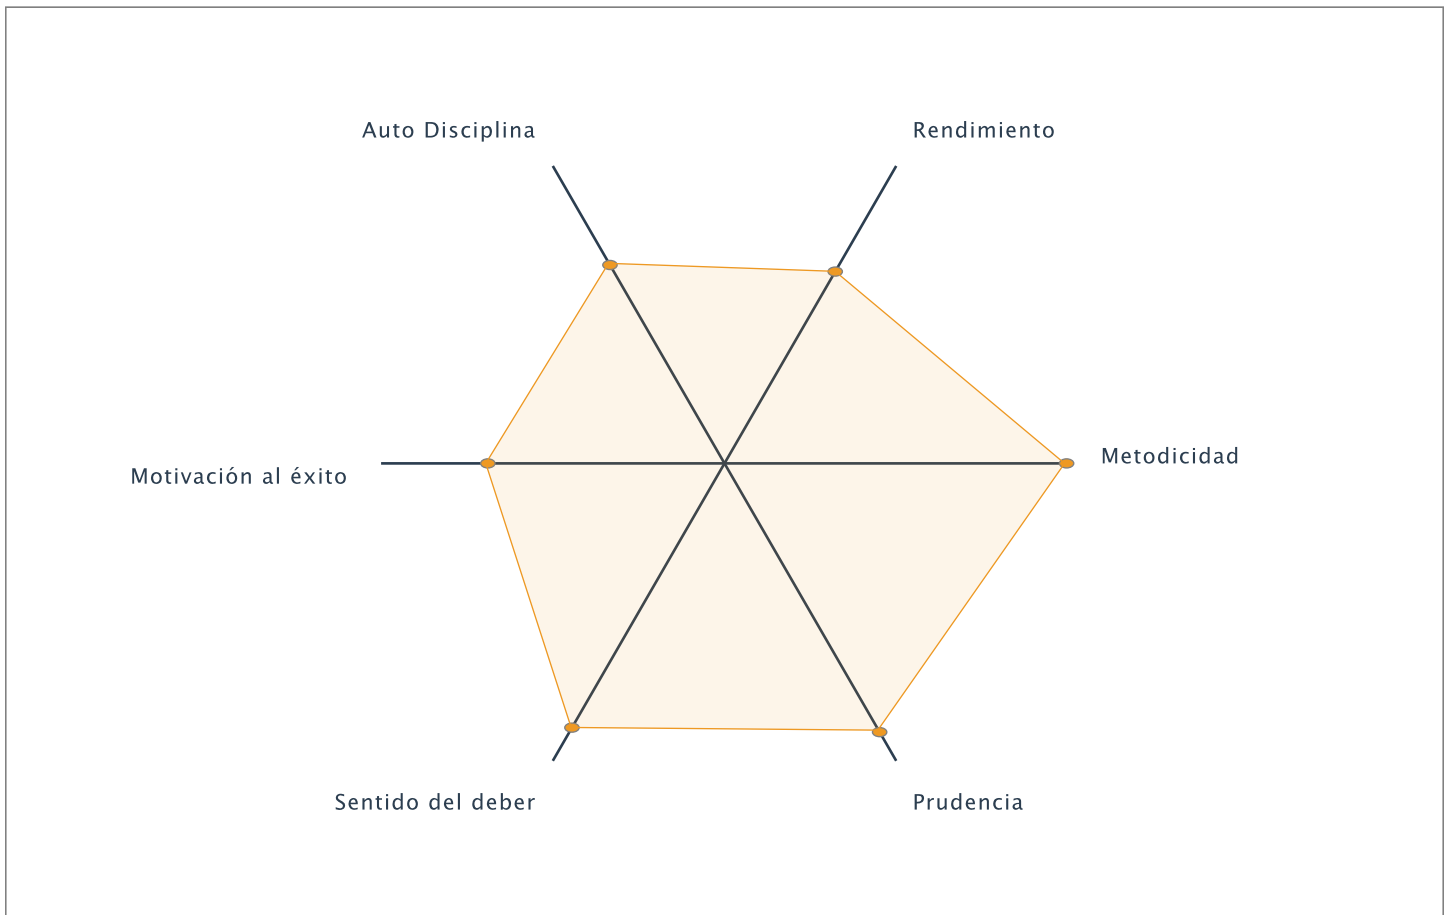 Auto Disciplina
Rendimiento
Metodicidad
Motivación al éxito
Sentido del deber
Prudencia